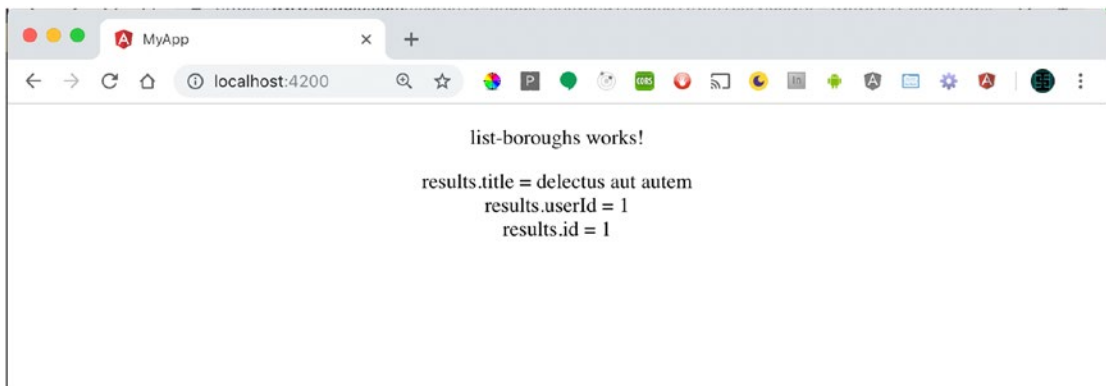 MyApp
localhost:4200
list-boroughs works!
results.title = delectus aut autem
results.userId = 1
results.id = 1